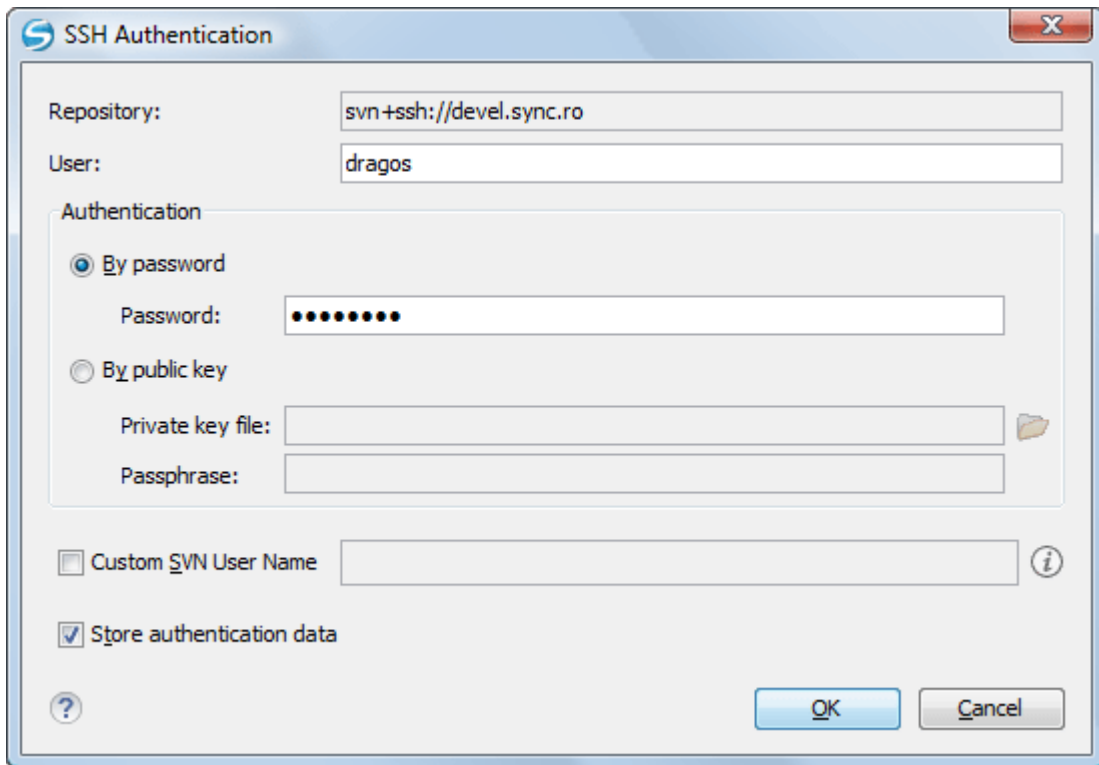 SSH Authentication
Repository: svn+ssh://devel.sync.ro
User: dragos
Authentication
By password
Password: ••••••••
By public key
Private key file:
Passphrase:
Custom SVN User Name
Store authentication data
OK Cancel